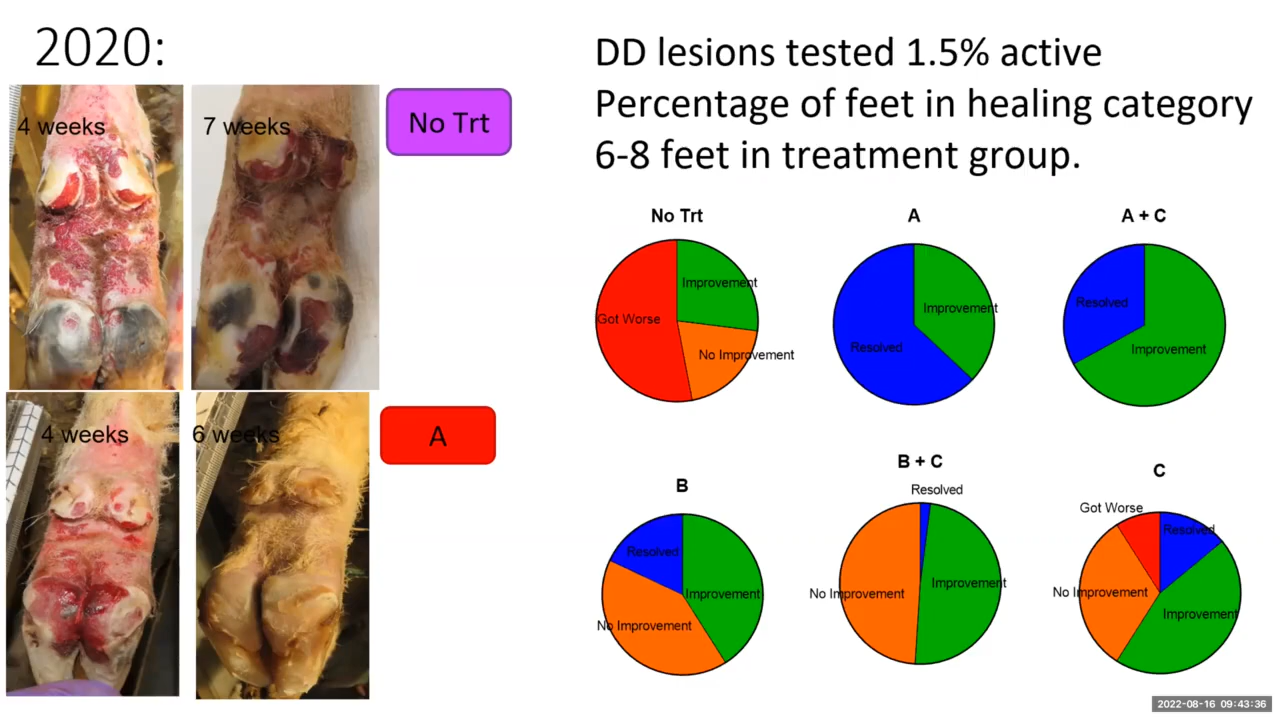 2020:
DD lesions tested 1.5% active
Percentage of feet in healing category
6-8 feet in treatment group.
4 weeks
7 weeks
No Trt
4 weeks
6 weeks
A
No Trt
Improvement
Got Worse
No Improvement
A
Improvement
Resolved
A + C
Resolved
Improvement
B
Resolved
Improvement
No Improvement
B + C
Resolved
No Improvement
Improvement
C
Got Worse
Resolved
No Improvement
Improvement
2022-08-16 09:43:36